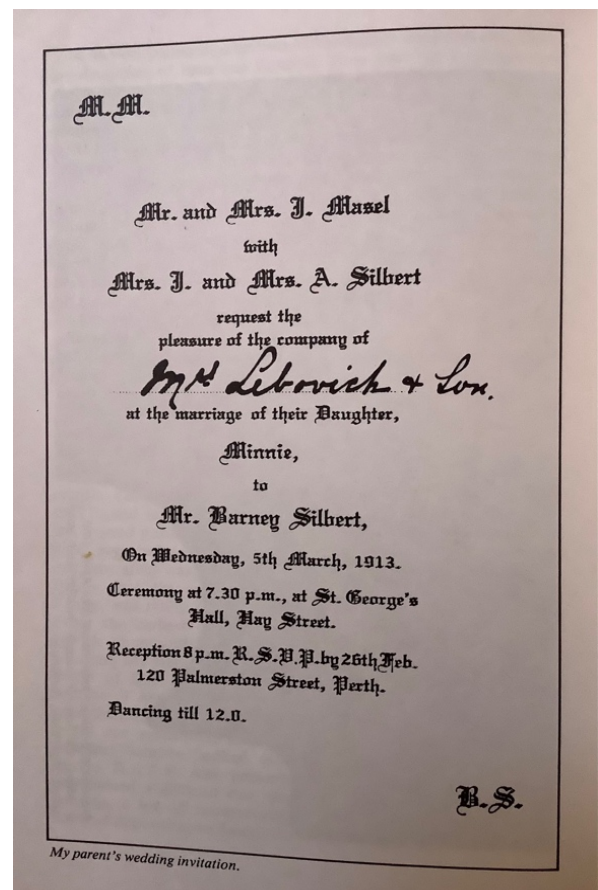 M.M.
Mr. and Mrs. J. Masel
with
Mrs. J. and Mrs. A. Silbert
request the
pleasure of the company of
Mrs Lebovich & Son.
at the marriage of their Daughter,
Minnie,
to
Mr. Barney Silbert,
On Wednesday, 5th March, 1913.
Ceremony at 7.30 p.m., at St. George's
Hall, Hay Street.
Reception 8 p.m. R.S.V.P. by 26th Feb.
120 Palmerston Street, Perth.
Dancing till 12.0.
B.S.
My parent's wedding invitation.